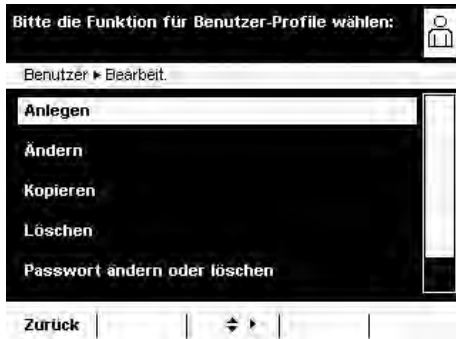 Bitte die Funktion für Benutzer-Profile wählen:
Benutzer ▸ Bearbeit.
Anlegen
Ändern
Kopieren
Löschen
Passwort ändern oder löschen
Zurück